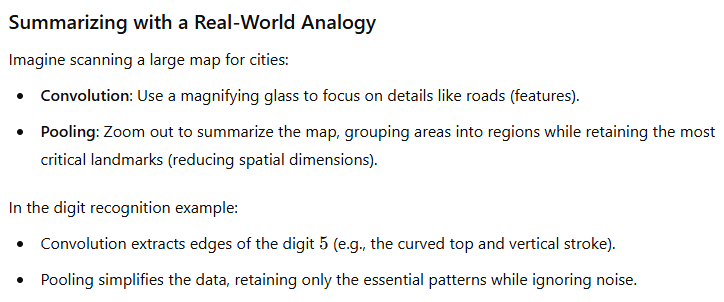 Summarizing with a Real-World Analogy
Imagine scanning a large map for cities:
• Convolution: Use a magnifying glass to focus on details like roads (features).
• Pooling: Zoom out to summarize the map, grouping areas into regions while retaining the most
critical landmarks (reducing spatial dimensions).
In the digit recognition example:
• Convolution extracts edges of the digit 5 (e.g., the curved top and vertical stroke).
• Pooling simplifies the data, retaining only the essential patterns while ignoring noise.